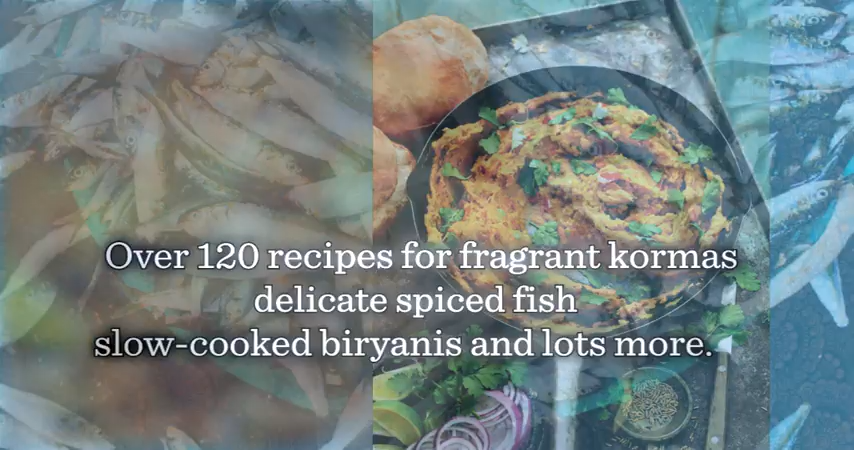 Over 120 recipes for fragrant kormas
delicate spiced fish
slow-cooked biryanis and lots more.